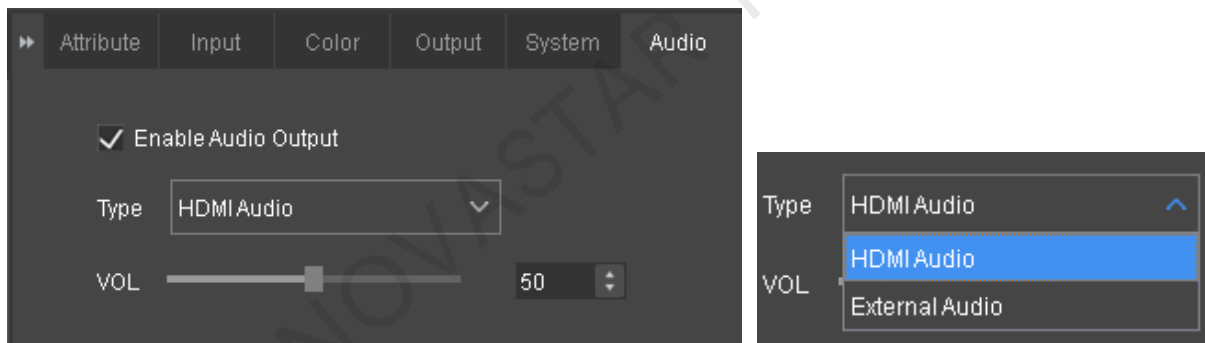 Attribute Input Color Output System Audio
Enable Audio Output
Type HDMI Audio
VOL 50
Type HDMI Audio
HDMI Audio
VOL
External Audio
NOVASTAR